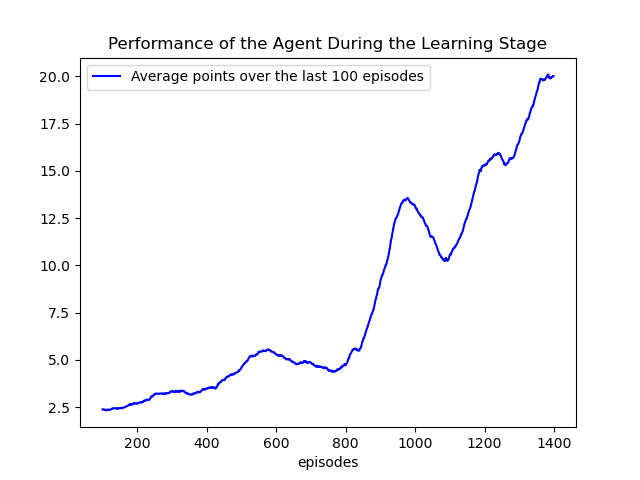 Performance of the Agent During the Learning Stage
Average points over the last 100 episodes
20.0
17.5
15.0
12.5
10.0
7.5
5.0
2.5
200 400 600 800 1000 1200 1400
episodes